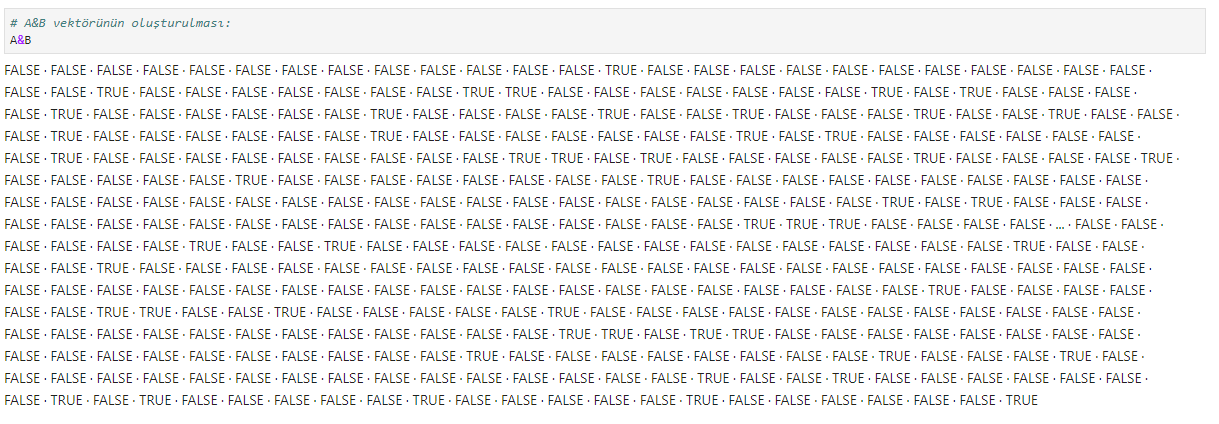 # A&B vektörünün oluşturulması:
A&B
FALSE · FALSE · FALSE · FALSE · FALSE · FALSE · FALSE · FALSE · FALSE · FALSE · FALSE · FALSE · FALSE · TRUE · FALSE · FALSE · FALSE · FALSE · FALSE · FALSE · FALSE · FALSE · FALSE · FALSE · FALSE ·
FALSE · FALSE · TRUE · FALSE · FALSE · FALSE · FALSE · FALSE · FALSE · FALSE · TRUE · TRUE · FALSE · FALSE · FALSE · FALSE · FALSE · FALSE · FALSE · TRUE · FALSE · TRUE · FALSE · FALSE · FALSE ·
FALSE · TRUE · FALSE · FALSE · FALSE · FALSE · FALSE · FALSE · TRUE · FALSE · FALSE · FALSE · FALSE · TRUE · FALSE · FALSE · TRUE · FALSE · FALSE · FALSE · TRUE · FALSE · FALSE · TRUE · FALSE · FALSE ·
FALSE · TRUE · FALSE · FALSE · FALSE · FALSE · FALSE · FALSE · TRUE · FALSE · FALSE · FALSE · FALSE · FALSE · FALSE · FALSE · TRUE · FALSE · TRUE · FALSE · FALSE · FALSE · FALSE · FALSE · FALSE ·
FALSE · TRUE · FALSE · FALSE · FALSE · FALSE · FALSE · FALSE · FALSE · FALSE · FALSE · TRUE · TRUE · FALSE · TRUE · FALSE · FALSE · FALSE · FALSE · FALSE · TRUE · FALSE · FALSE · FALSE · FALSE · TRUE ·
FALSE · FALSE · FALSE · FALSE · FALSE · TRUE · FALSE · FALSE · FALSE · FALSE · FALSE · FALSE · FALSE · FALSE · TRUE · FALSE · FALSE · FALSE · FALSE · FALSE · FALSE · FALSE · FALSE · FALSE · FALSE ·
FALSE · FALSE · FALSE · FALSE · FALSE · FALSE · FALSE · FALSE · FALSE · FALSE · FALSE · FALSE · FALSE · FALSE · FALSE · FALSE · FALSE · FALSE · FALSE · TRUE · FALSE · TRUE · FALSE · FALSE · FALSE ·
FALSE · FALSE · FALSE · FALSE · FALSE · FALSE · FALSE · FALSE · FALSE · FALSE · FALSE · FALSE · FALSE · FALSE · FALSE · FALSE · TRUE · TRUE · TRUE · FALSE · FALSE · FALSE · FALSE · ... · FALSE · FALSE ·
FALSE · FALSE · FALSE · FALSE · TRUE · FALSE · FALSE · TRUE · FALSE · FALSE · FALSE · FALSE · FALSE · FALSE · FALSE · FALSE · FALSE · FALSE · FALSE · FALSE · FALSE · FALSE · TRUE · FALSE · FALSE ·
FALSE · FALSE · TRUE · FALSE · FALSE · FALSE · FALSE · FALSE · FALSE · FALSE · FALSE · FALSE · FALSE · FALSE · FALSE · FALSE · FALSE · FALSE · FALSE · FALSE · FALSE · FALSE · FALSE · FALSE · FALSE ·
FALSE · FALSE · FALSE · FALSE · FALSE · FALSE · FALSE · FALSE · FALSE · FALSE · FALSE · FALSE · FALSE · FALSE · FALSE · FALSE · FALSE · FALSE · FALSE · FALSE · TRUE · FALSE · FALSE · FALSE · FALSE ·
FALSE · FALSE · TRUE · TRUE · FALSE · FALSE · TRUE · FALSE · FALSE · FALSE · FALSE · FALSE · TRUE · FALSE · FALSE · FALSE · FALSE · FALSE · FALSE · FALSE · FALSE · FALSE · FALSE · FALSE · FALSE ·
FALSE · FALSE · FALSE · FALSE · FALSE · FALSE · FALSE · FALSE · FALSE · FALSE · FALSE · FALSE · TRUE · TRUE · FALSE · TRUE · TRUE · FALSE · FALSE · FALSE · FALSE · FALSE · FALSE · FALSE · FALSE ·
FALSE · FALSE · FALSE · FALSE · FALSE · FALSE · FALSE · FALSE · FALSE · FALSE · TRUE · FALSE · FALSE · FALSE · FALSE · FALSE · FALSE · FALSE · FALSE · TRUE · FALSE · FALSE · FALSE · TRUE · FALSE ·
FALSE · FALSE · FALSE · FALSE · FALSE · FALSE · FALSE · FALSE · FALSE · FALSE · FALSE · FALSE · FALSE · FALSE · FALSE · TRUE · FALSE · FALSE · TRUE · FALSE · FALSE · FALSE · FALSE · FALSE · FALSE ·
FALSE · TRUE · FALSE · TRUE · FALSE · FALSE · FALSE · FALSE · FALSE · TRUE · FALSE · FALSE · FALSE · FALSE · FALSE · TRUE · FALSE · FALSE · FALSE · FALSE · FALSE · FALSE · TRUE